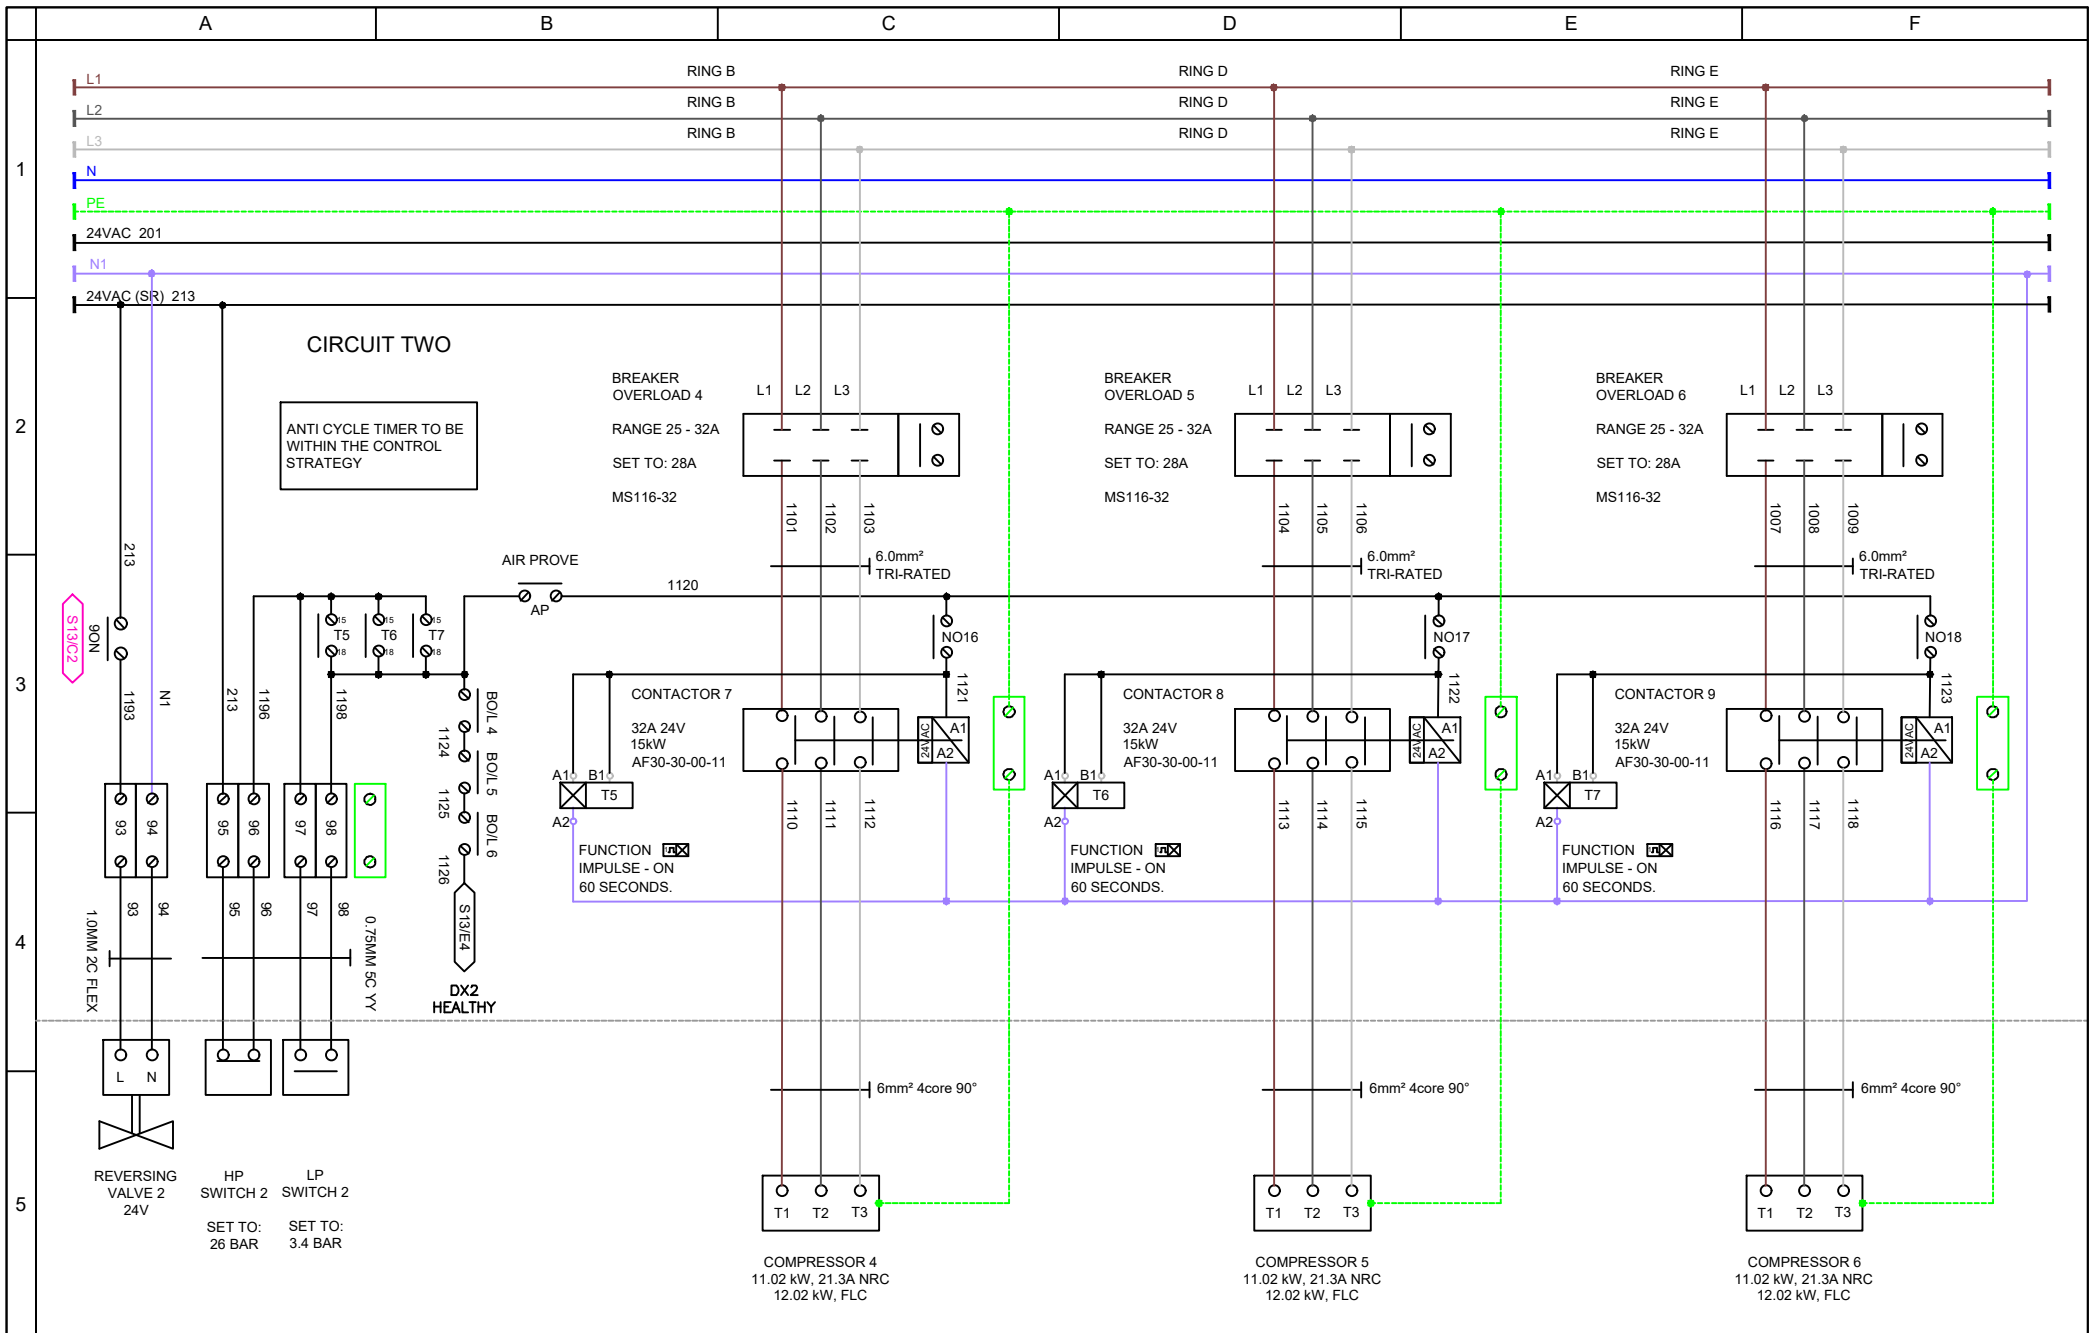 A
B
C
D
E
F
1
2
3
4
5
L1
L2
L3
N
PE
24VAC 201
N1
24VAC (SR) 213
RING B
RING B
RING B
RING D
RING D
RING D
RING E
RING E
RING E
CIRCUIT TWO
ANTI CYCLE TIMER TO BE
WITHIN THE CONTROL
STRATEGY
BREAKER
OVERLOAD 4
RANGE 25 - 32A
SET TO: 28A
MS116-32
L1 L2 L3
1101
1102
1103
6.0mm²
TRI-RATED
BREAKER
OVERLOAD 5
RANGE 25 - 32A
SET TO: 28A
MS116-32
L1 L2 L3
1104
1105
1106
6.0mm²
TRI-RATED
BREAKER
OVERLOAD 6
RANGE 25 - 32A
SET TO: 28A
MS116-32
L1 L2 L3
1007
1008
1009
6.0mm²
TRI-RATED
S13/C2
213
NO6
1193
N1
213
1196
1198
15
T5
18
15
T6
18
15
T7
18
AIR PROVE
AP
1120
BO/L 4
1124
BO/L 5
1125
BO/L 6
1126
S13/E4
DX2
HEALTHY
NO16
1121
CONTACTOR 7
32A 24V
15kW
AF30-30-00-11
24VAC
A1
A2
A1 B1
T5
A2
FUNCTION
IMPULSE - ON
60 SECONDS.
1110
1111
1112
NO17
1122
CONTACTOR 8
32A 24V
15kW
AF30-30-00-11
24VAC
A1
A2
A1 B1
T6
A2
FUNCTION
IMPULSE - ON
60 SECONDS.
1113
1114
1115
NO18
1123
CONTACTOR 9
32A 24V
15kW
AF30-30-00-11
24VAC
A1
A2
A1 B1
T7
A2
FUNCTION
IMPULSE - ON
60 SECONDS.
1116
1117
1118
93
94
95
96
97
98
93
94
95
96
97
98
1.0MM 2C FLEX
0.75MM 5C YY
L N
REVERSING
VALVE 2
24V
HP
SWITCH 2
SET TO:
26 BAR
LP
SWITCH 2
SET TO:
3.4 BAR
6mm² 4core 90°
T1 T2 T3
COMPRESSOR 4
11.02 kW, 21.3A NRC
12.02 kW, FLC
6mm² 4core 90°
T1 T2 T3
COMPRESSOR 5
11.02 kW, 21.3A NRC
12.02 kW, FLC
6mm² 4core 90°
T1 T2 T3
COMPRESSOR 6
11.02 kW, 21.3A NRC
12.02 kW, FLC